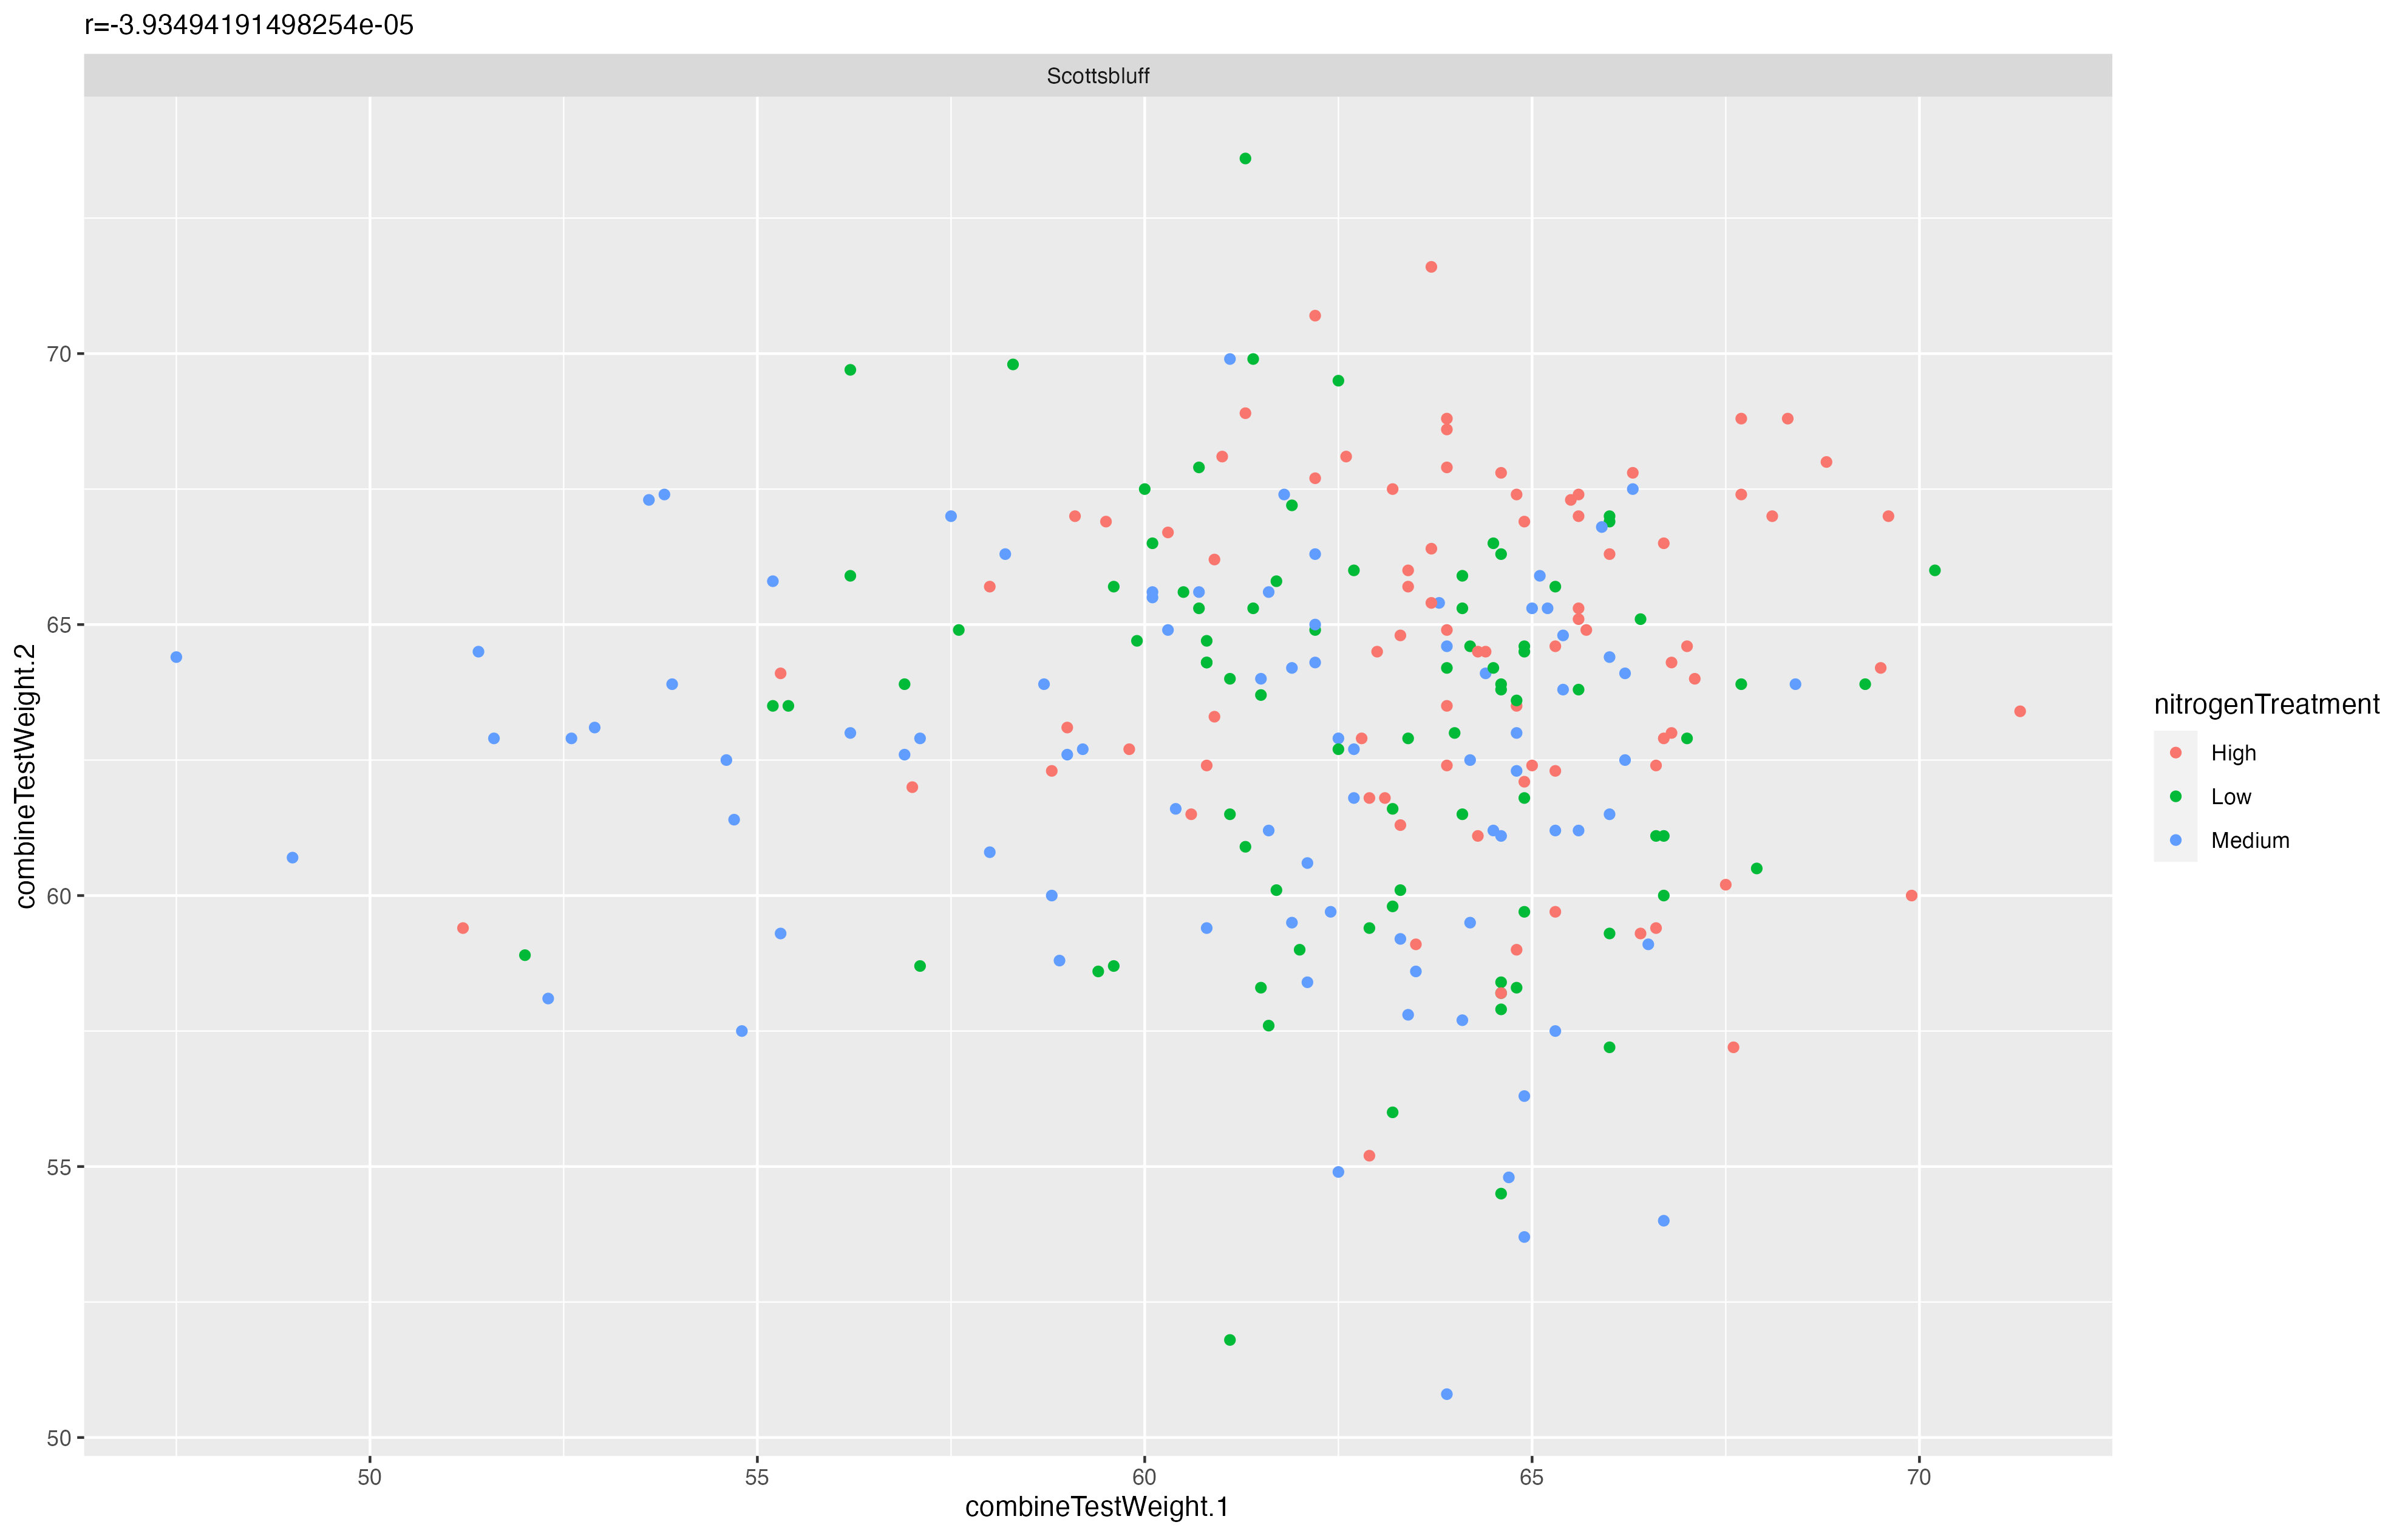 r=-3.93494191498254e-05
Scottsbluff
70
65
60
55
50
combineTestWeight.2
50 55 60 65 70
combineTestWeight.1
nitrogenTreatment
High
Low
Medium